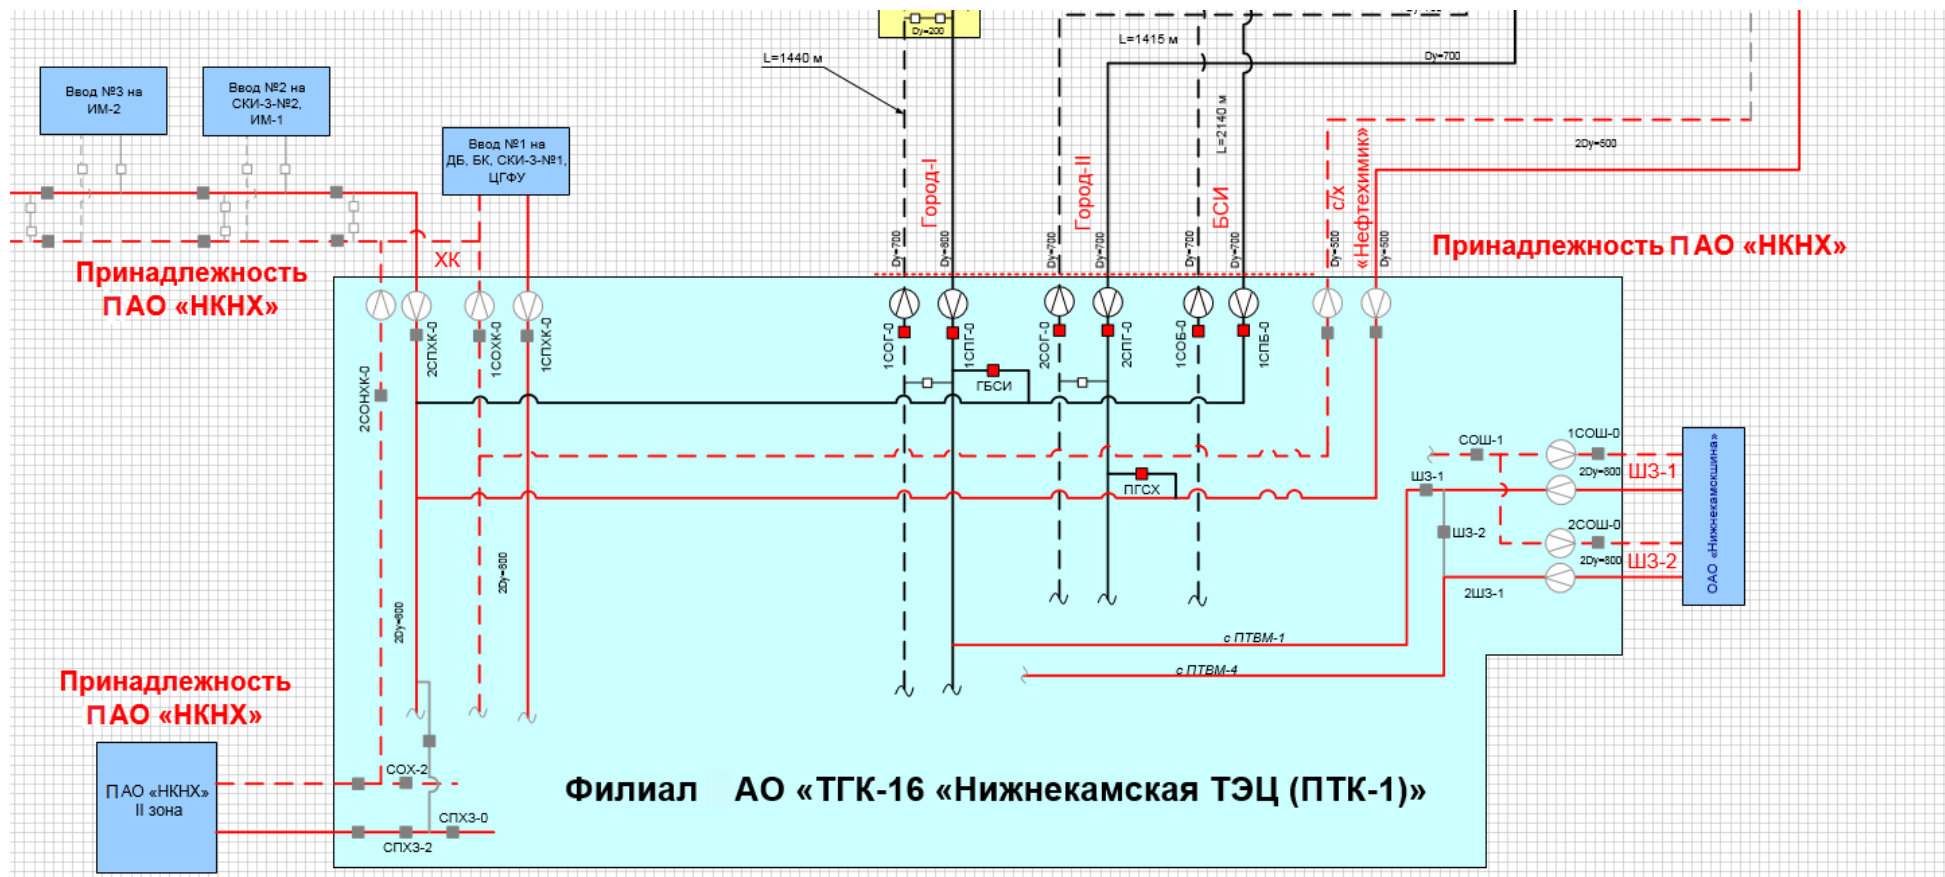 Dy=200
L=1440 м
L=1415 м
Dy=700
Ввод №3 на
ИМ-2
Ввод №2 на
СКИ-3-№2,
ИМ-1
Ввод №1 на
ДБ, БК, СКИ-3-№1,
ЦГФУ
L=2140 м
2Dy=500
Город-I
Город-II
БСИ
с/х
«Нефтехимик»
Dy=700
Dy=800
Dy=700
Dy=700
Dy=700
Dy=700
Dy=500
Dy=500
Принадлежность ПАО «НКНХ»
ХК
Принадлежность
ПАО «НКНХ»
2СОНХК-0
2СПХК-0
1СОХК-0
1СПХК-0
1СОГ-0
1СПГ-0
2СОГ-0
2СПГ-0
1СОБ-0
1СПБ-0
ГБСИ
ПГСХ
СОШ-1
1СОШ-0
2Dy=800
ШЗ-1
ШЗ-1
2СОШ-0
ШЗ-2
2Dy=800
ШЗ-2
2ШЗ-1
ОАО «Нижнекамскшина»
2Dy=800
2Dy=800
с ПТВМ-1
с ПТВМ-4
Принадлежность
ПАО «НКНХ»
ПАО «НКНХ»
II зона
СОХ-2
СПХЗ-0
СПХЗ-2
Филиал АО «ТГК-16 «Нижнекамская ТЭЦ (ПТК-1)»